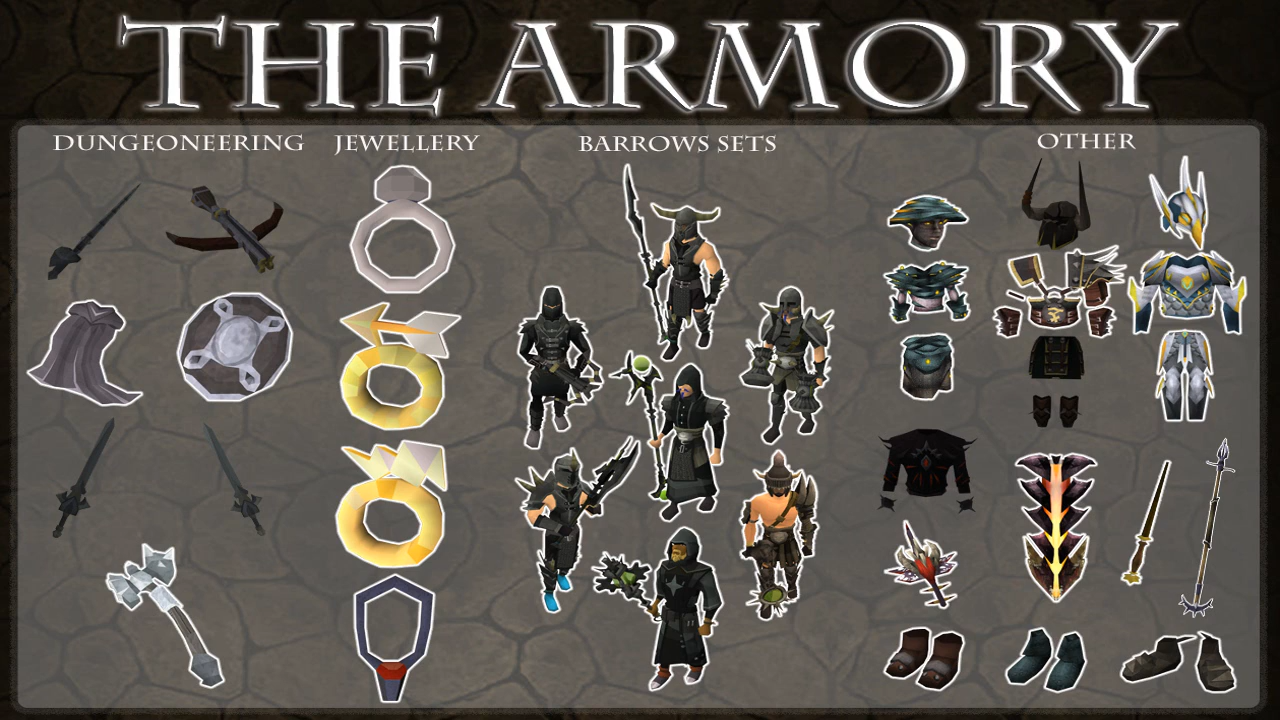 THE ARMORY
DUNGEONEERING
JEWELLERY
BARROWS SETS
OTHER